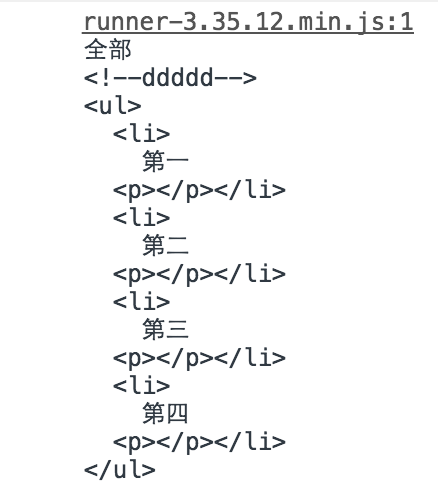 runner-3.35.12.min.js:1
全部
<!--ddddd-->
<ul>
  <li>
    第一
  <p></p></li>
  <li>
    第二
  <p></p></li>
  <li>
    第三
  <p></p></li>
  <li>
    第四
  <p></p></li>
</ul>